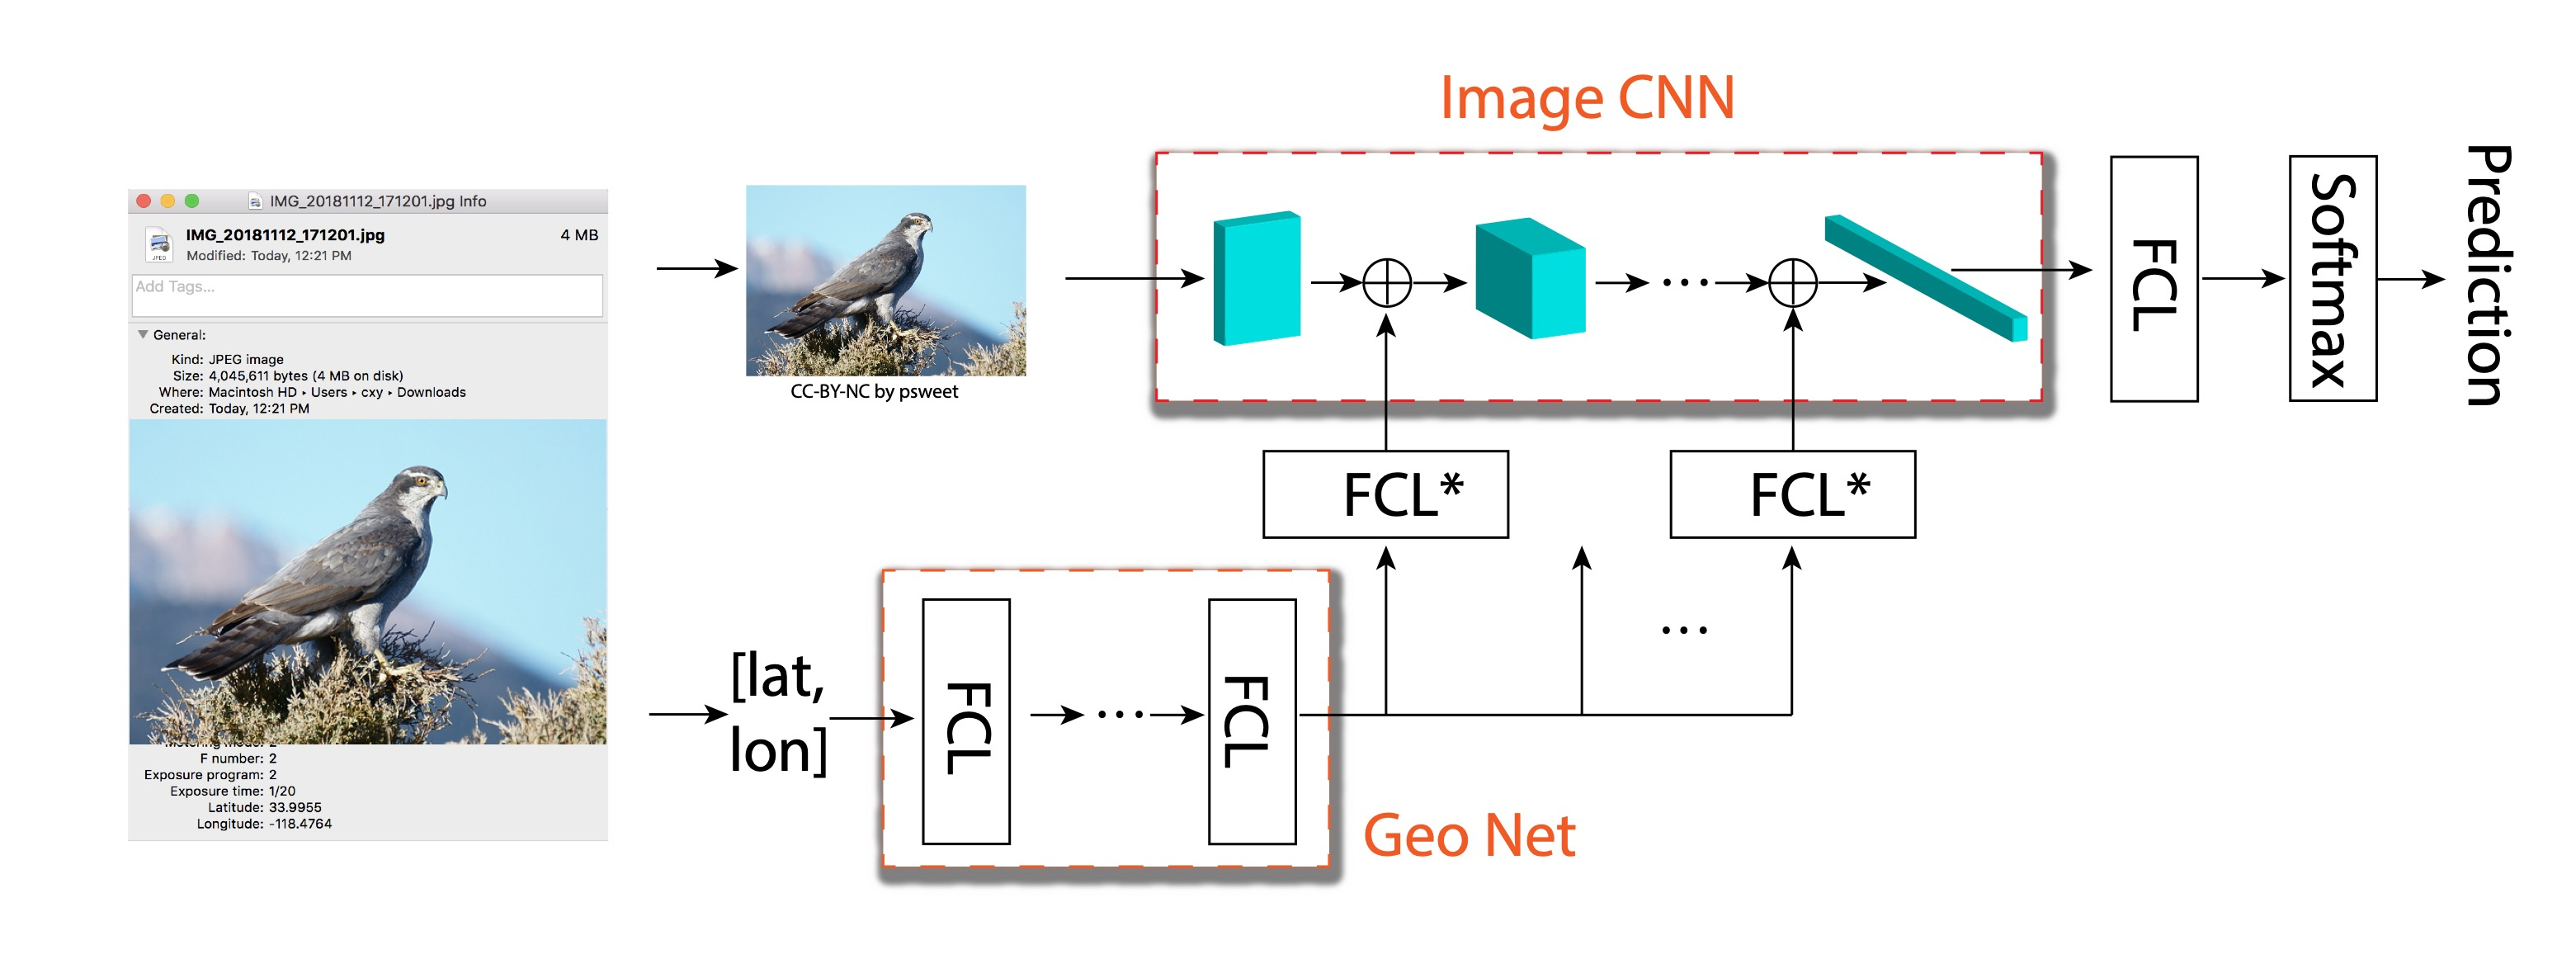 IMG_20181112_171201.jpg Info
IMG_20181112_171201.jpg
4 MB
Modified: Today, 12:21 PM
JPEG
Add Tags...
General:
Kind: JPEG image
Size: 4,045,611 bytes (4 MB on disk)
Where: Macintosh HD ▸ Users ▸ cxy ▸ Downloads
Created: Today, 12:21 PM
Metering mode: 2
F number: 2
Exposure program: 2
Exposure time: 1/20
Latitude: 33.9955
Longitude: -118.4764
CC-BY-NC by psweet
Image CNN
...
FCL
Softmax
Prediction
FCL*
FCL*
[lat,
lon]
FCL
...
FCL
...
Geo Net